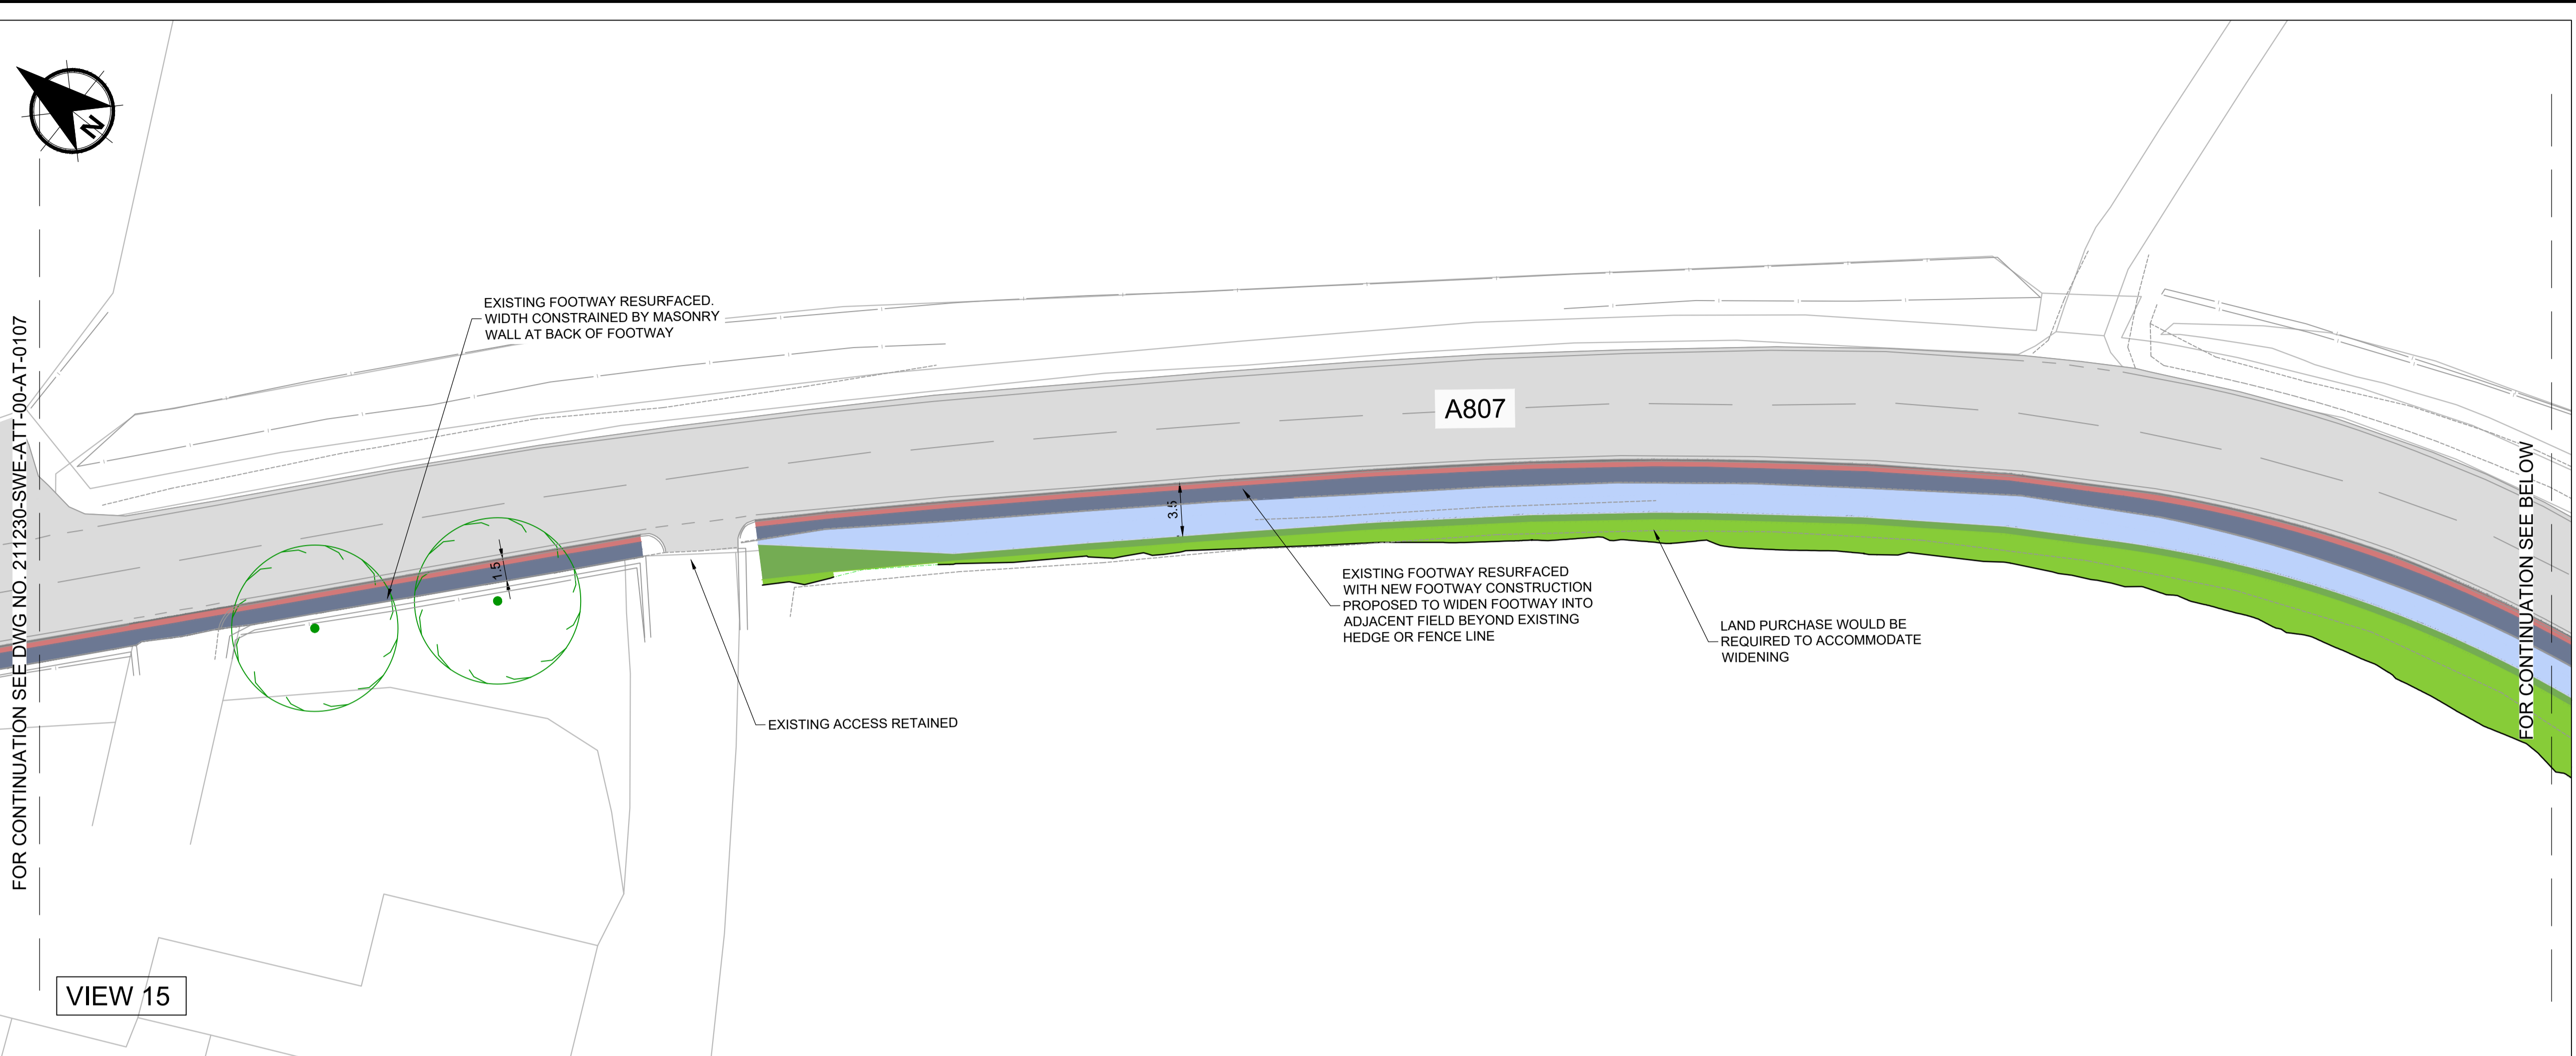 N
EXISTING FOOTWAY RESURFACED.
WIDTH CONSTRAINED BY MASONRY
WALL AT BACK OF FOOTWAY
A807
3.5
1.5
EXISTING FOOTWAY RESURFACED
WITH NEW FOOTWAY CONSTRUCTION
PROPOSED TO WIDEN FOOTWAY INTO
ADJACENT FIELD BEYOND EXISTING
HEDGE OR FENCE LINE
LAND PURCHASE WOULD BE
REQUIRED TO ACCOMMODATE
WIDENING
EXISTING ACCESS RETAINED
FOR CONTINUATION SEE DWG NO. 211230-SWE-ATT-00-AT-0107
FOR CONTINUATION SEE BELOW
VIEW 15